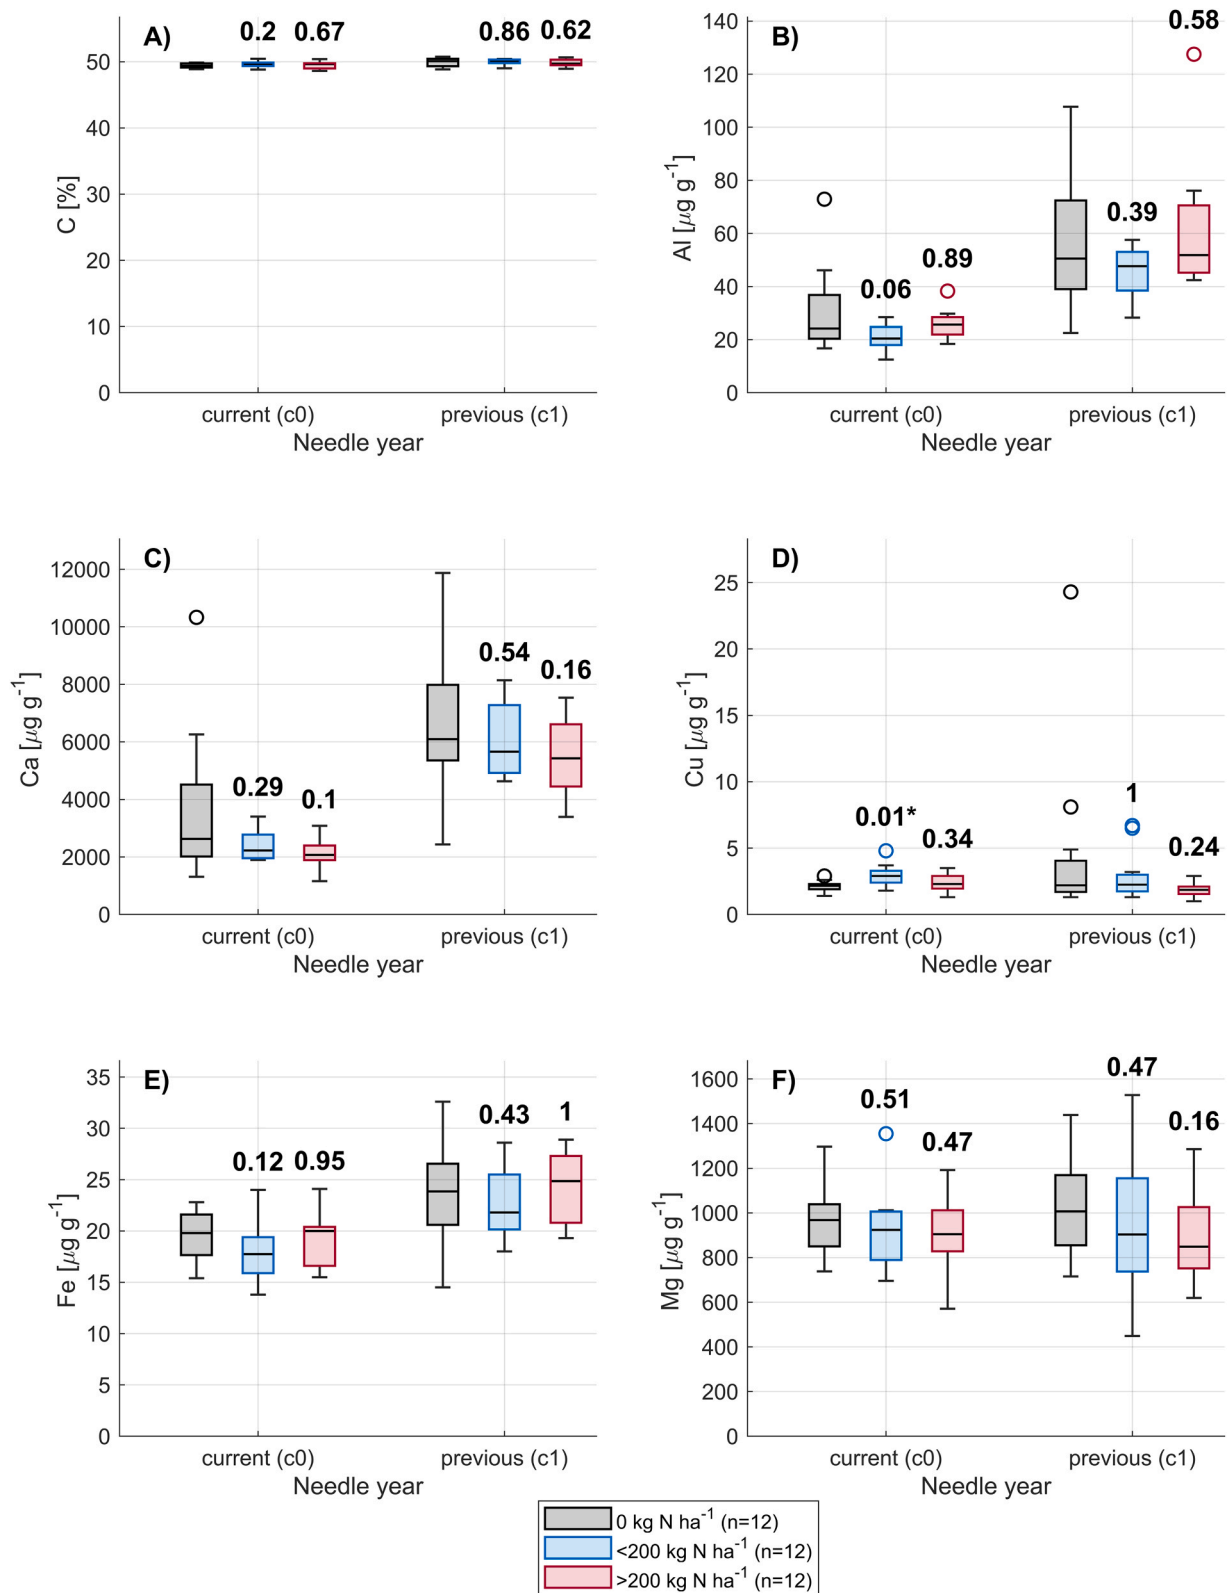 A)
0.2 0.67 0.86 0.62
50
40
30
20
10
0
C [%]
current (c0) previous (c1)
Needle year
B)
0.58
140
120
100
80
60
40
20
0
0.06
0.89
0.39
Al [µg g-1]
current (c0) previous (c1)
Needle year
C)
12000
10000
8000
6000
4000
2000
0
0.29
0.1
0.54
0.16
Ca [µg g-1]
current (c0) previous (c1)
Needle year
D)
25
20
15
10
5
0
0.01*
0.34
1
0.24
Cu [µg g-1]
current (c0) previous (c1)
Needle year
E)
35
30
25
20
15
10
5
0
0.12 0.95
0.43 1
Fe [µg g-1]
current (c0) previous (c1)
Needle year
F)
1600
1400
1200
1000
800
600
400
200
0
0.51
0.47
0.47
0.16
Mg [µg g-1]
current (c0) previous (c1)
Needle year
0 kg N ha-1 (n=12)
<200 kg N ha-1 (n=12)
>200 kg N ha-1 (n=12)